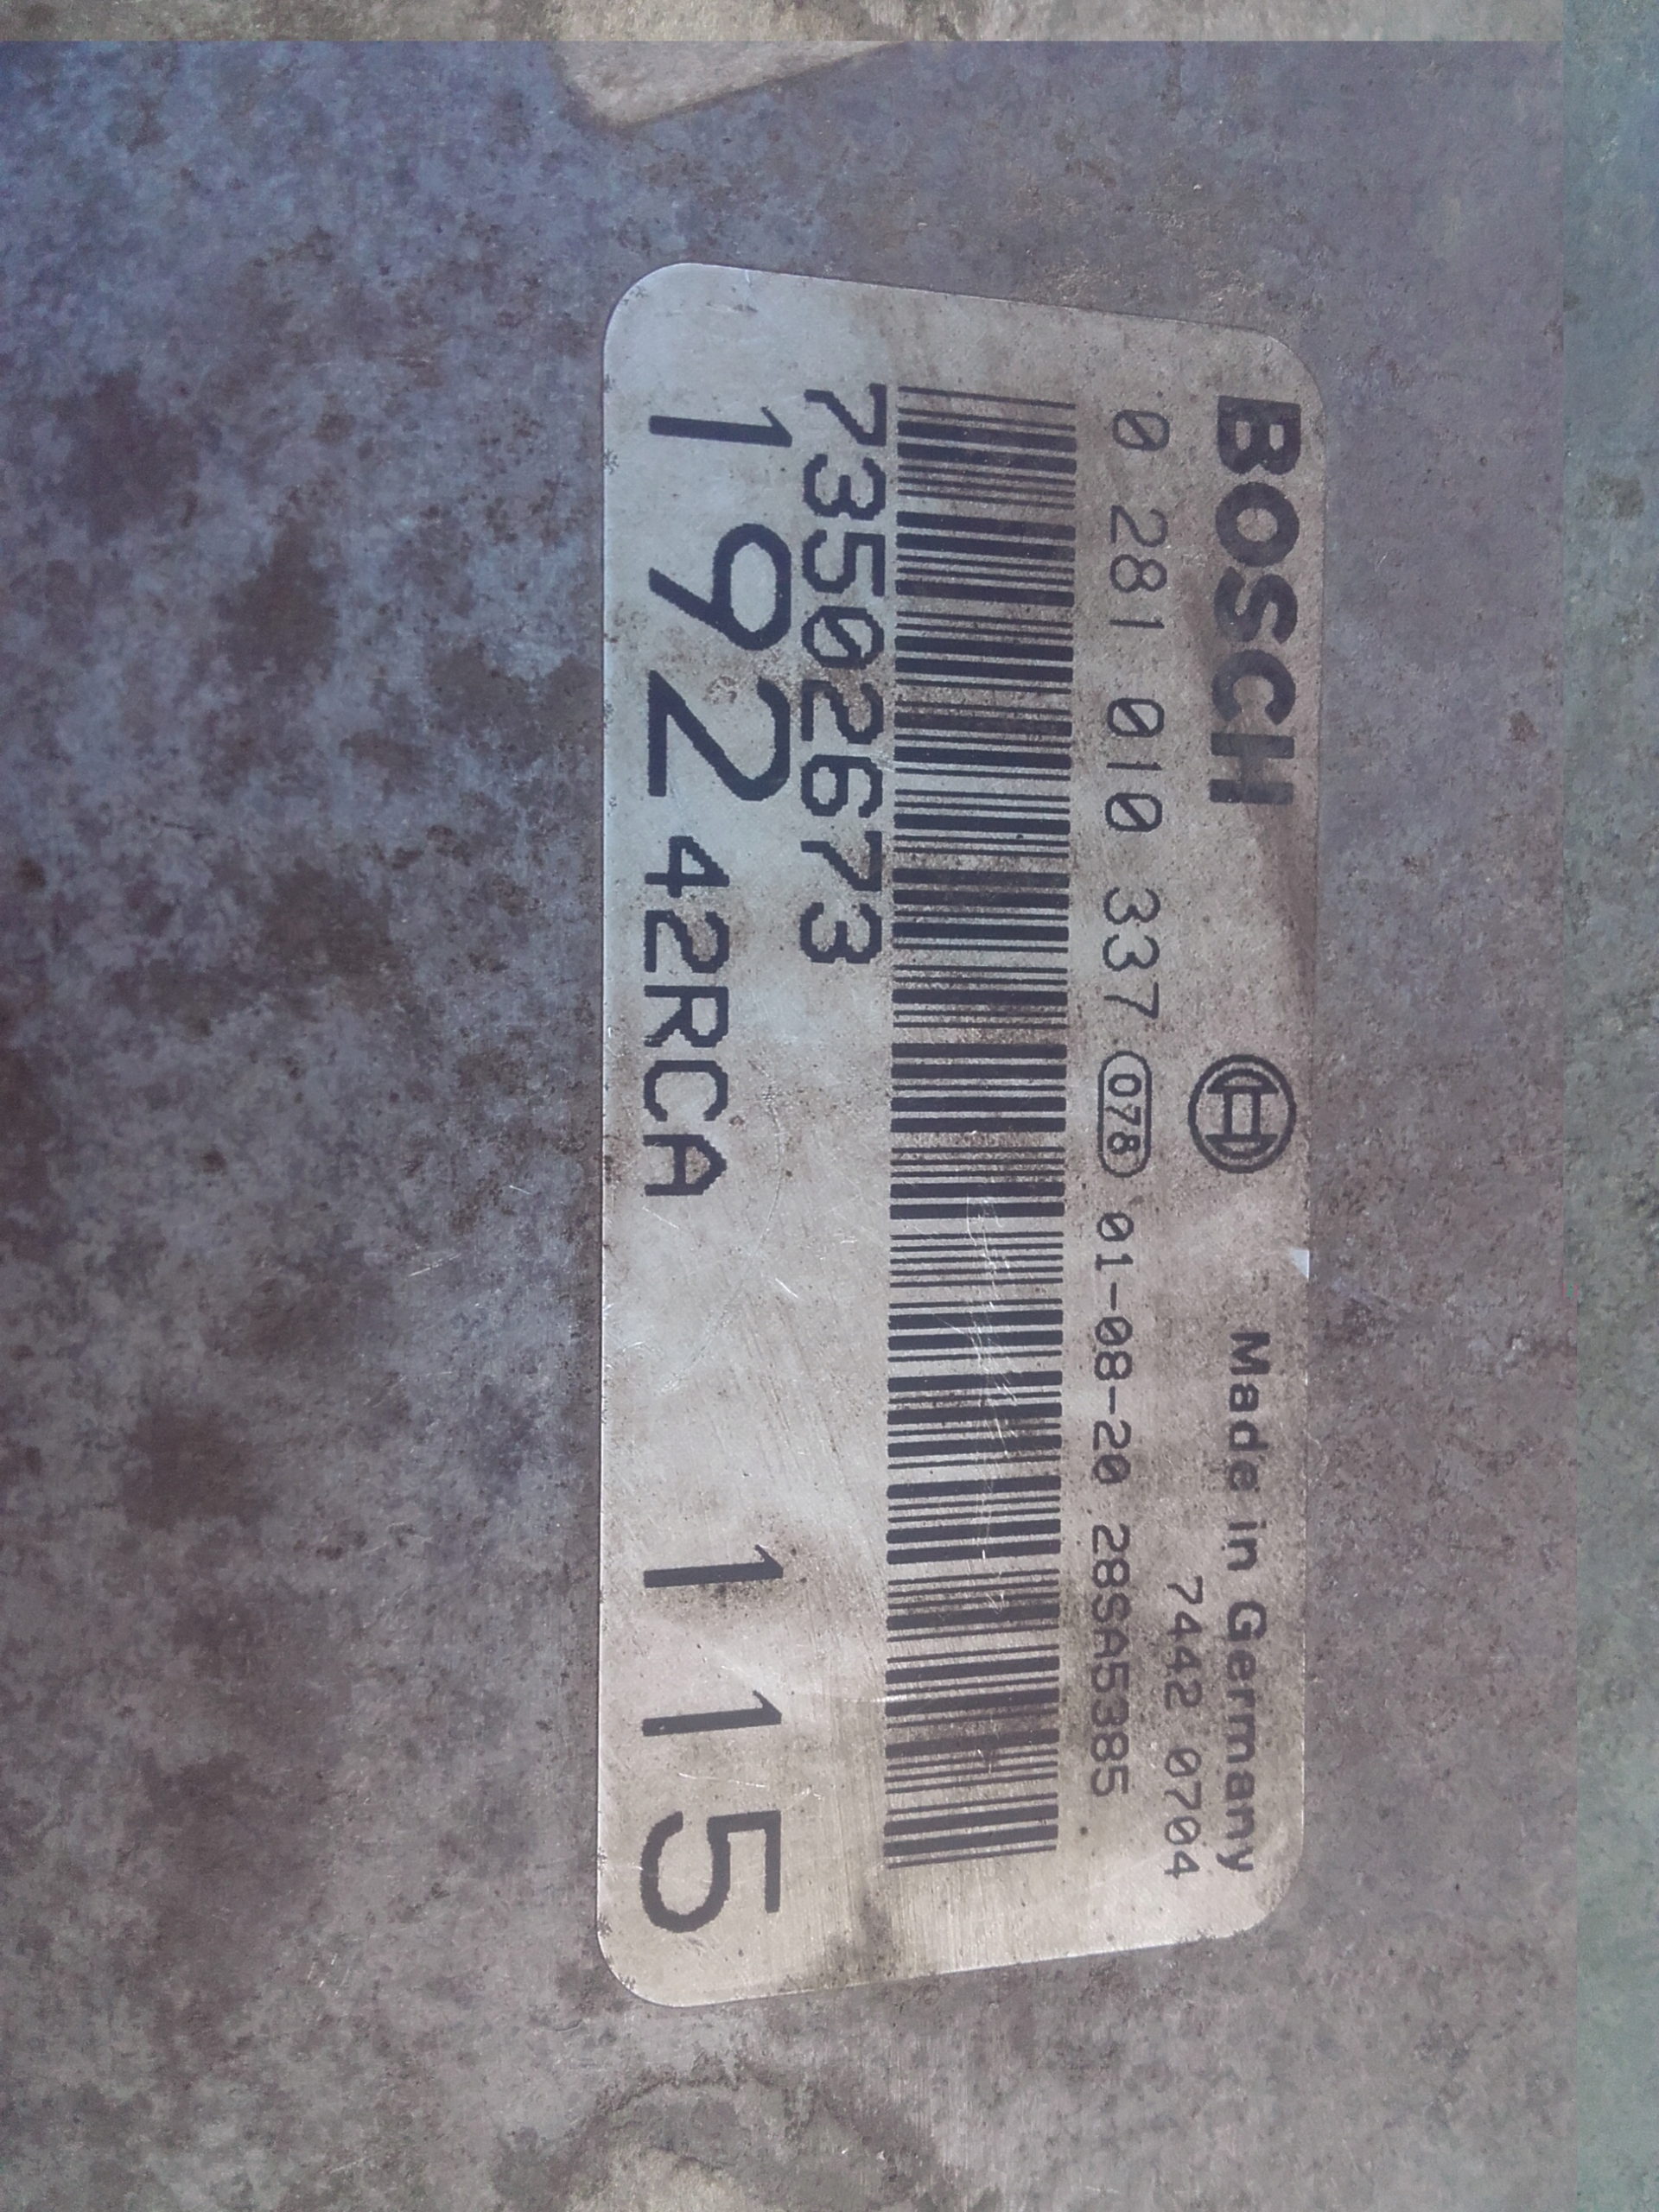 BOSCH Made in Germany
7442 0704
0 281 010 337 078 01-08-20 28SA5385
73502673
192 42RCA 115